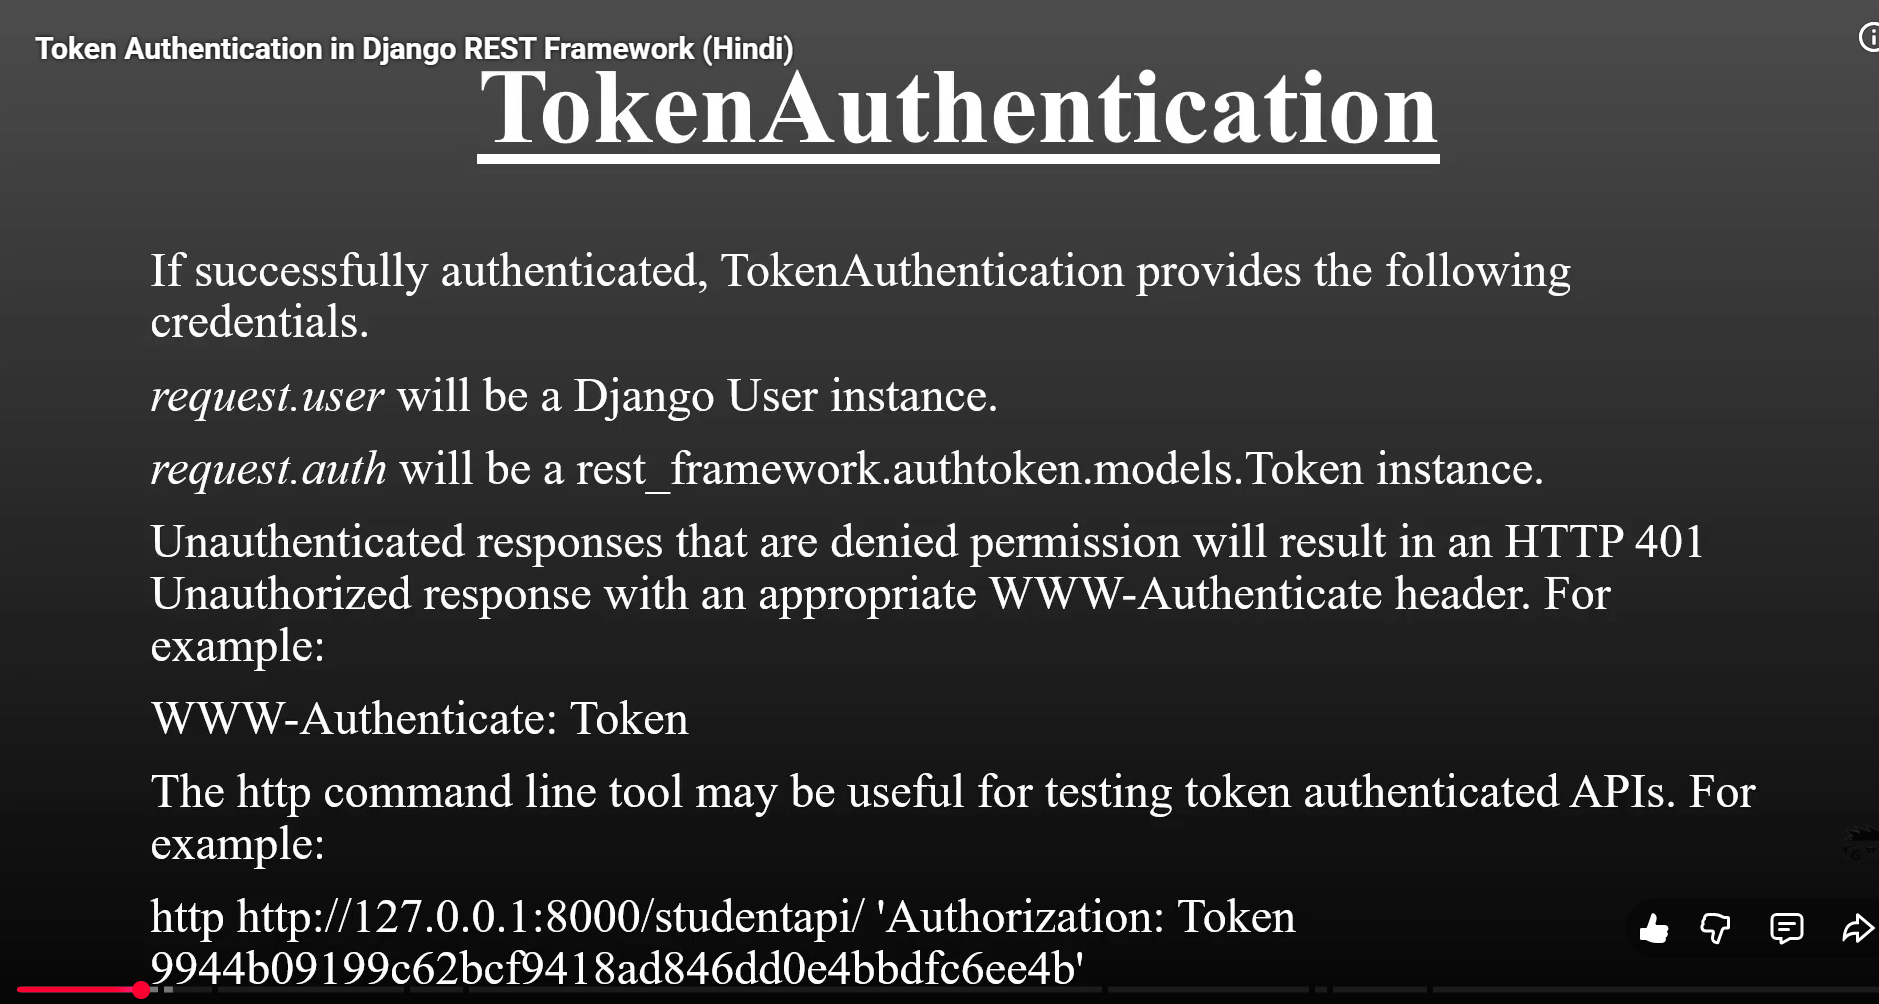 Token Authentication in Django REST Framework (Hindi)
TokenAuthentication
If successfully authenticated, TokenAuthentication provides the following
credentials.
request.user will be a Django User instance.
request.auth will be a rest_framework.authtoken.models.Token instance.
Unauthenticated responses that are denied permission will result in an HTTP 401
Unauthorized response with an appropriate WWW-Authenticate header. For
example:
WWW-Authenticate: Token
The http command line tool may be useful for testing token authenticated APIs. For
example:
http http://127.0.0.1:8000/studentapi/ 'Authorization: Token
9944b09199c62bcf9418ad846dd0e4bbdfc6ee4b'